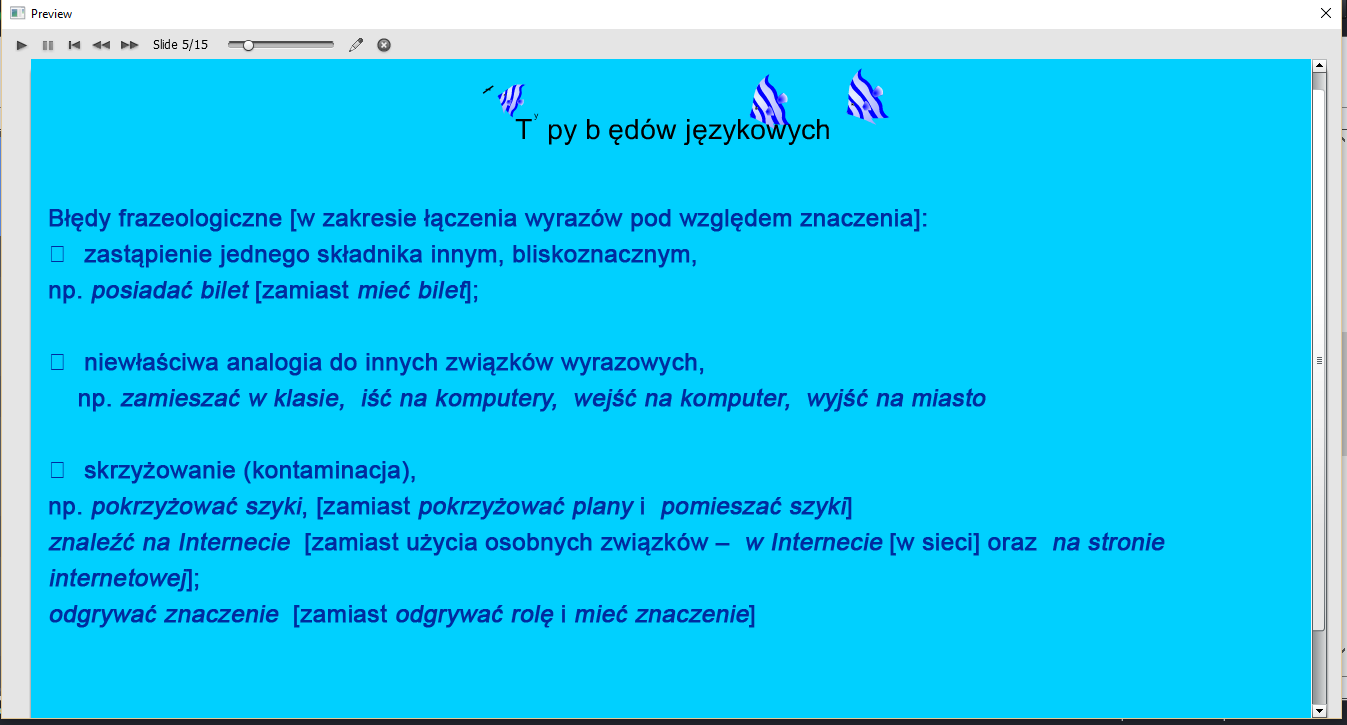 Preview
Slide 5/15
Ty py b ędów językowych
Błędy frazeologiczne [w zakresie łączenia wyrazów pod względem znaczenia]:
zastąpienie jednego składnika innym, bliskoznacznym,
np. posiadać bilet [zamiast mieć bilet];
niewłaściwa analogia do innych związków wyrazowych,
np. zamieszać w klasie, iść na komputery, wejść na komputer, wyjść na miasto
skrzyżowanie (kontaminacja),
np. pokrzyżować szyki, [zamiast pokrzyżować plany i pomieszać szyki]
znaleźć na Internecie [zamiast użycia osobnych związków – w Internecie [w sieci] oraz na stronie
internetowej];
odgrywać znaczenie [zamiast odgrywać rolę i mieć znaczenie]